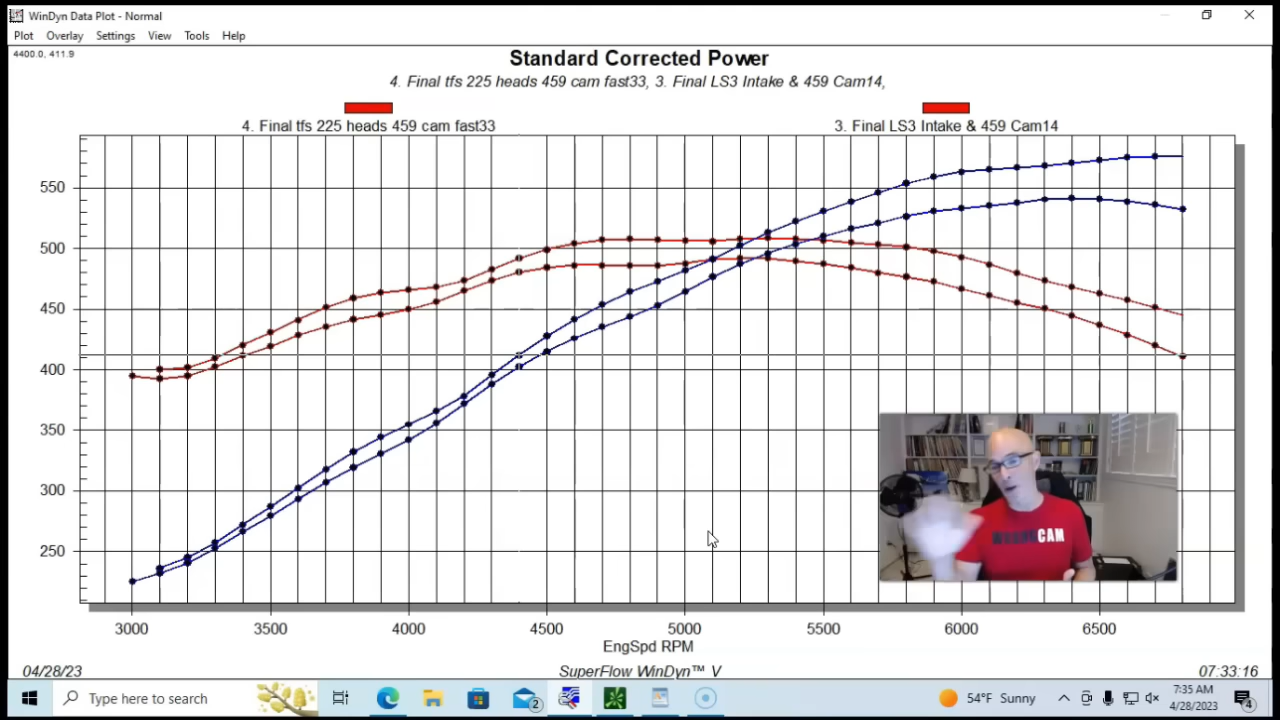 WinDyn Data Plot - Normal
Plot Overlay Settings View Tools Help
4400.0, 411.9
Standard Corrected Power
4. Final tfs 225 heads 459 cam fast33, 3. Final LS3 Intake & 459 Cam14,
4. Final tfs 225 heads 459 cam fast33
3. Final LS3 Intake & 459 Cam14
550
500
450
400
350
300
250
3000 3500 4000 4500 5000 5500 6000 6500
EngSpd RPM
04/28/23 SuperFlow WinDyn™ V 07:33:16
Type here to search
2
54°F Sunny
7:35 AM
4/28/2023
4
CAM